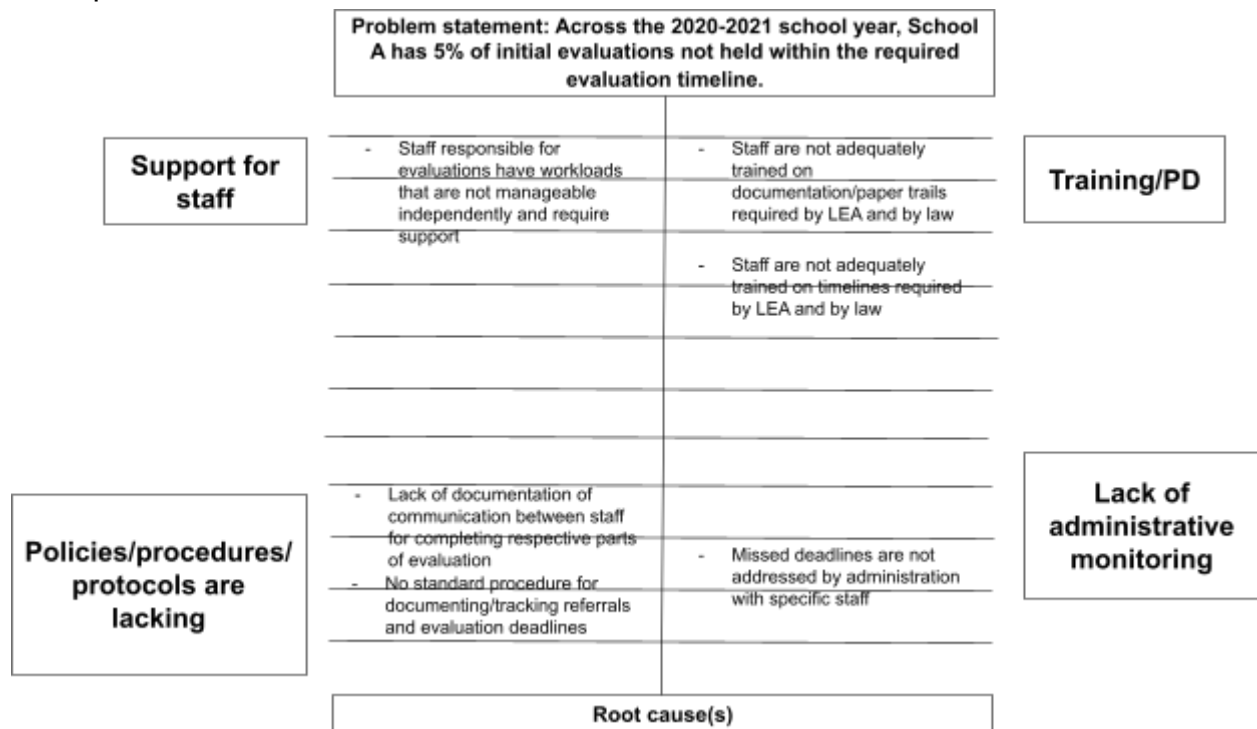 Problem statement: Across the 2020-2021 school year, School
A has 5% of initial evaluations not held within the required
evaluation timeline.
Support for
staff
- Staff responsible for
evaluations have workloads
that are not manageable
independently and require
support
- Staff are not adequately
trained on
documentation/paper trails
required by LEA and by law
- Staff are not adequately
trained on timelines required
by LEA and by law
Training/PD
Policies/procedures/
protocols are
lacking
- Lack of documentation of
communication between staff
for completing respective parts
of evaluation
- No standard procedure for
documenting/tracking referrals
and evaluation deadlines
- Missed deadlines are not
addressed by administration
with specific staff
Lack of
administrative
monitoring
Root cause(s)